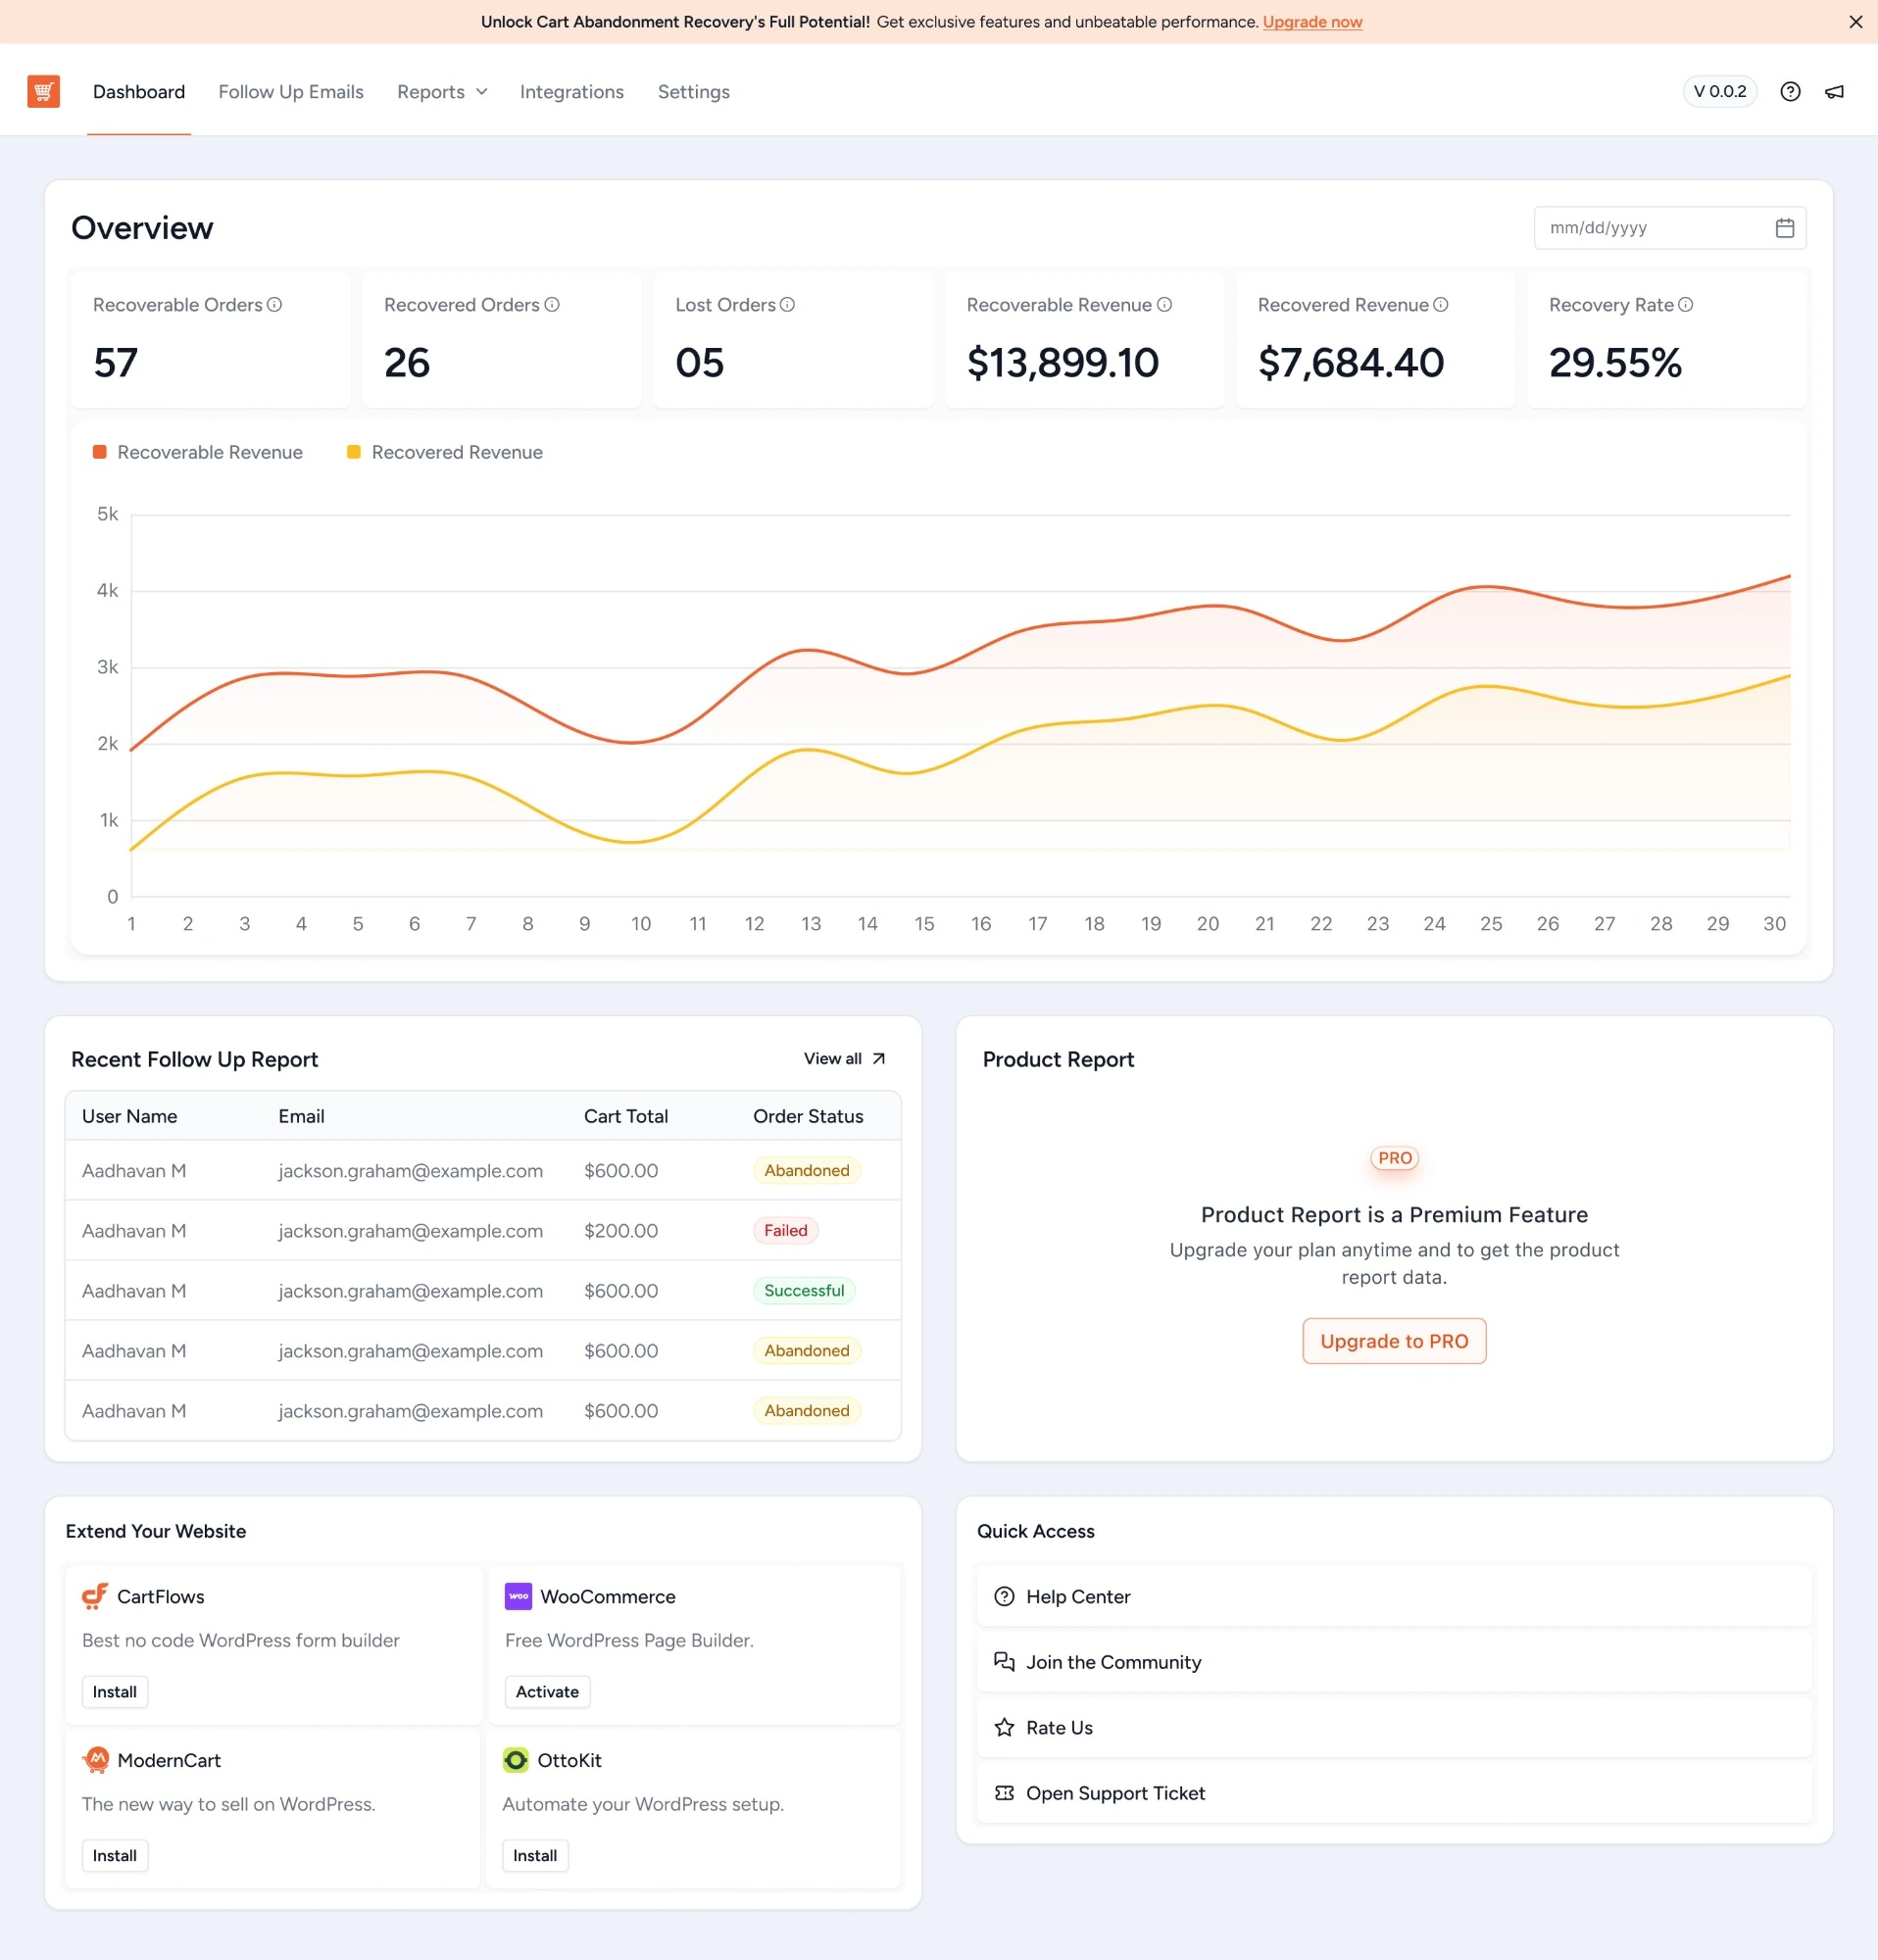 Unlock Cart Abandonment Recovery's Full Potential! Get exclusive features and unbeatable performance. Upgrade now
Dashboard Follow Up Emails Reports Integrations Settings V 0.0.2
Overview mm/dd/yyyy
Recoverable Orders Recovered Orders Lost Orders Recoverable Revenue Recovered Revenue Recovery Rate
57 26 05 $13,899.10 $7,684.40 29.55%
Recoverable Revenue Recovered Revenue
5k
4k
3k
2k
1k
0
1 2 3 4 5 6 7 8 9 10 11 12 13 14 15 16 17 18 19 20 21 22 23 24 25 26 27 28 29 30
Recent Follow Up Report View all
User Name Email Cart Total Order Status
Aadhavan M jackson.graham@example.com $600.00 Abandoned
Aadhavan M jackson.graham@example.com $200.00 Failed
Aadhavan M jackson.graham@example.com $600.00 Successful
Aadhavan M jackson.graham@example.com $600.00 Abandoned
Aadhavan M jackson.graham@example.com $600.00 Abandoned
Product Report
PRO
Product Report is a Premium Feature
Upgrade your plan anytime and to get the product
report data.
Upgrade to PRO
Extend Your Website
CartFlows
Best no code WordPress form builder
Install
woo WooCommerce
Free WordPress Page Builder.
Activate
ModernCart
The new way to sell on WordPress.
Install
OttoKit
Automate your WordPress setup.
Install
Quick Access
Help Center
Join the Community
Rate Us
Open Support Ticket